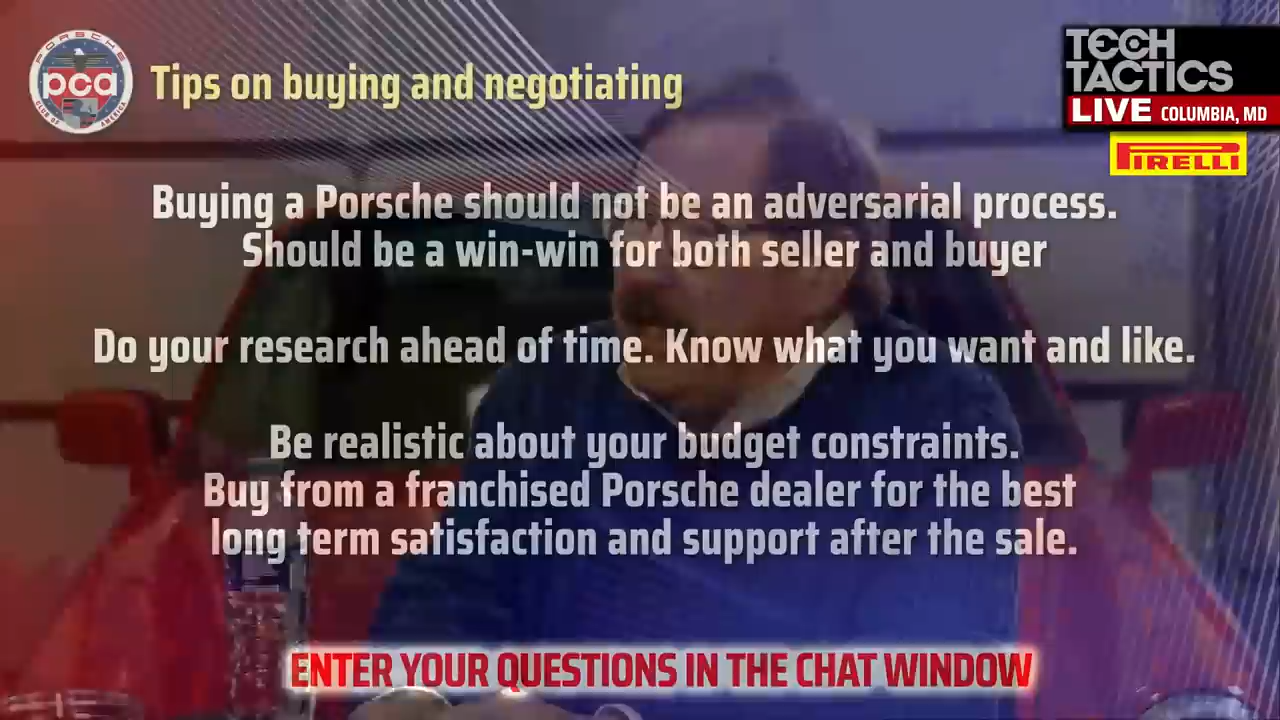 PORSCHE
pca
CLUB OF AMERICA
Tips on buying and negotiating
TECH
TACTICS
LIVE COLUMBIA, MD
PIRELLI
Buying a Porsche should not be an adversarial process.
Should be a win-win for both seller and buyer
Do your research ahead of time. Know what you want and like.
Be realistic about your budget constraints.
Buy from a franchised Porsche dealer for the best
long term satisfaction and support after the sale.
ENTER YOUR QUESTIONS IN THE CHAT WINDOW